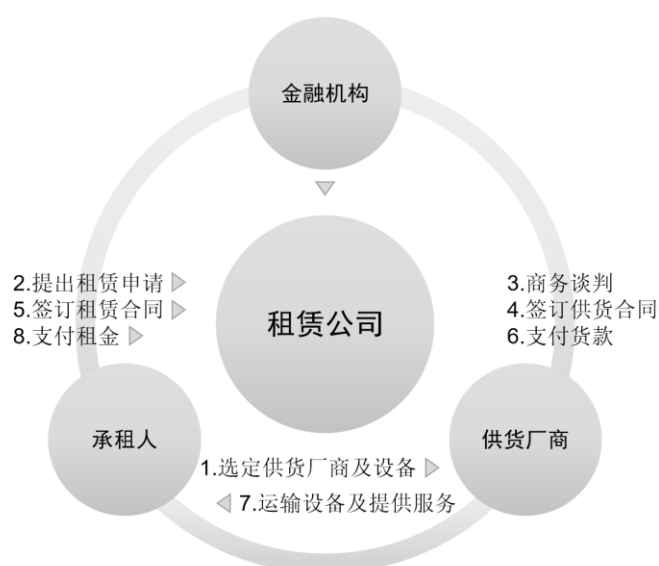 金融机构
租赁公司
2.提出租赁申请
5.签订租赁合同
8.支付租金
3.商务谈判
4.签订供货合同
6.支付货款
承租人
供货厂商
1.选定供货厂商及设备
7.运输设备及提供服务